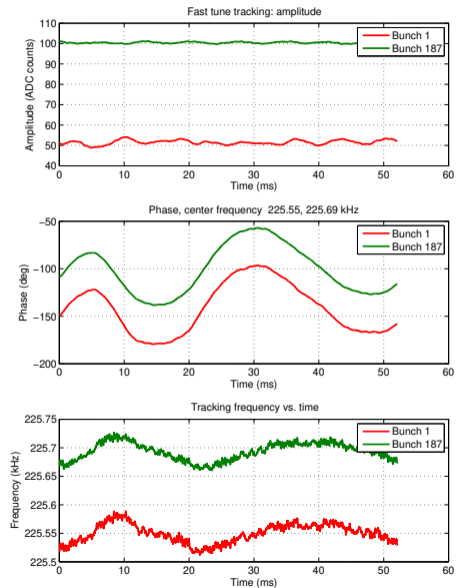 Fast tune tracking: amplitude
110
100
90
80
70
60
50
40
Amplitude (ADC counts)
Bunch 1
Bunch 187
0 10 20 30 40 50 60
Time (ms)
Phase, center frequency 225.55, 225.69 kHz
-50
-100
-150
-200
Phase (deg)
Bunch 1
Bunch 187
0 10 20 30 40 50 60
Time (ms)
Tracking frequency vs. time
225.75
225.7
225.65
225.6
225.55
225.5
Frequency (kHz)
Bunch 1
Bunch 187
0 10 20 30 40 50 60
Time (ms)